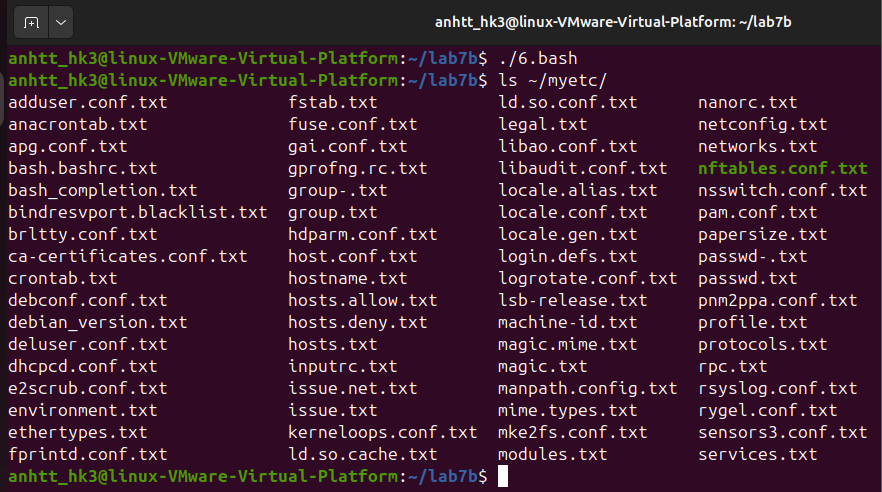 anhtt_hk3@linux-VMware-Virtual-Platform: ~/lab7b
anhtt_hk3@linux-VMware-Virtual-Platform:~/lab7b$ ./6.bash
anhtt_hk3@linux-VMware-Virtual-Platform:~/lab7b$ ls ~/myetc/
adduser.conf.txt fstab.txt ld.so.conf.txt nanorc.txt
anacrontab.txt fuse.conf.txt legal.txt netconfig.txt
apg.conf.txt gai.conf.txt libao.conf.txt networks.txt
bash.bashrc.txt gprofng.rc.txt libaudit.conf.txt nftables.conf.txt
bash_completion.txt group-.txt locale.alias.txt nsswitch.conf.txt
bindresvport.blacklist.txt group.txt locale.conf.txt pam.conf.txt
brltty.conf.txt hdparm.conf.txt locale.gen.txt papersize.txt
ca-certificates.conf.txt host.conf.txt login.defs.txt passwd-.txt
crontab.txt hostname.txt logrotate.conf.txt passwd.txt
debconf.conf.txt hosts.allow.txt lsb-release.txt pnm2ppa.conf.txt
debian_version.txt hosts.deny.txt machine-id.txt profile.txt
deluser.conf.txt hosts.txt magic.mime.txt protocols.txt
dhcpcd.conf.txt inputrc.txt magic.txt rpc.txt
e2scrub.conf.txt issue.net.txt manpath.config.txt rsyslog.conf.txt
environment.txt issue.txt mime.types.txt rygel.conf.txt
ethertypes.txt kerneloops.conf.txt mke2fs.conf.txt sensors3.conf.txt
fprintd.conf.txt ld.so.cache.txt modules.txt services.txt
anhtt_hk3@linux-VMware-Virtual-Platform:~/lab7b$